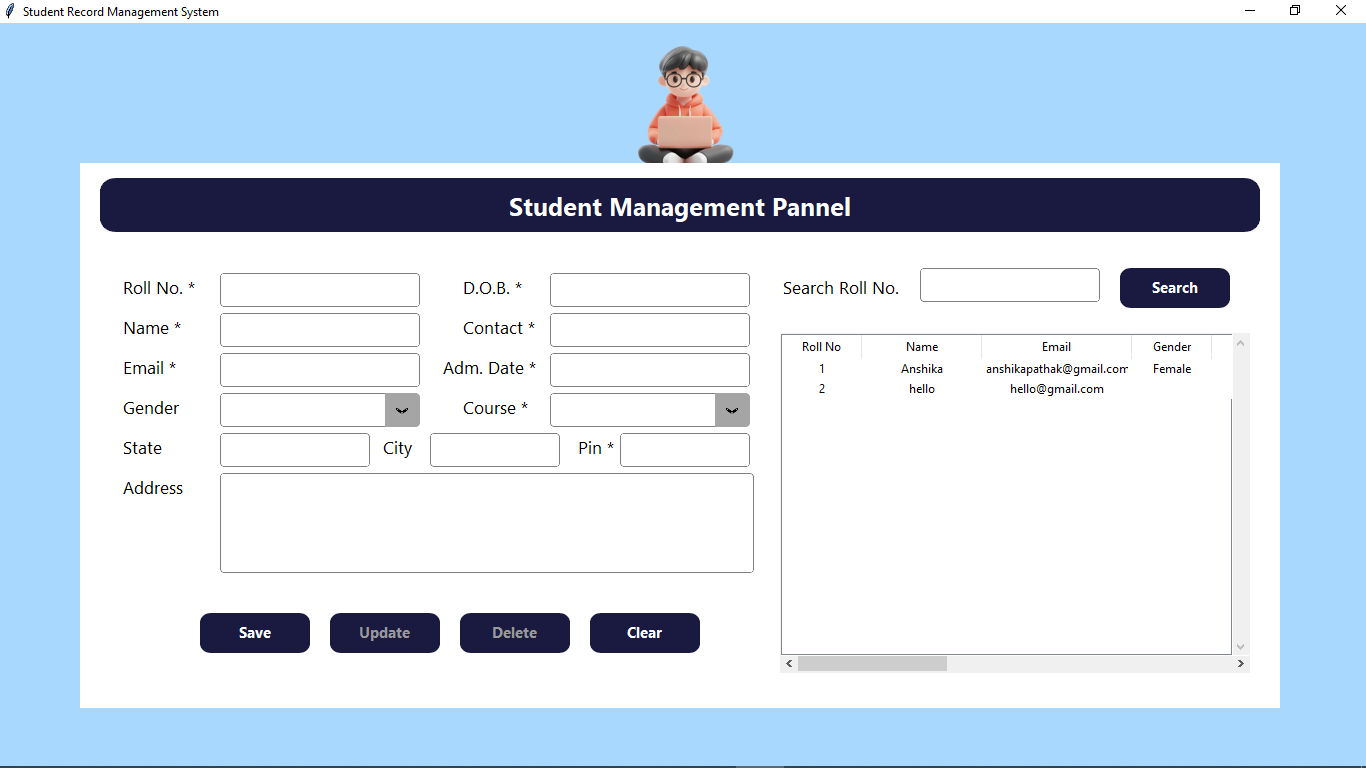 Student Record Management System
Student Management Pannel
Roll No. *
D.O.B. *
Name *
Contact *
Email *
Adm. Date *
Gender
Course *
State
City
Pin *
Address
Save
Update
Delete
Clear
Search Roll No.
Search
Roll No Name Email Gender
1 Anshika anshikapathak@gmail.com Female
2 hello hello@gmail.com